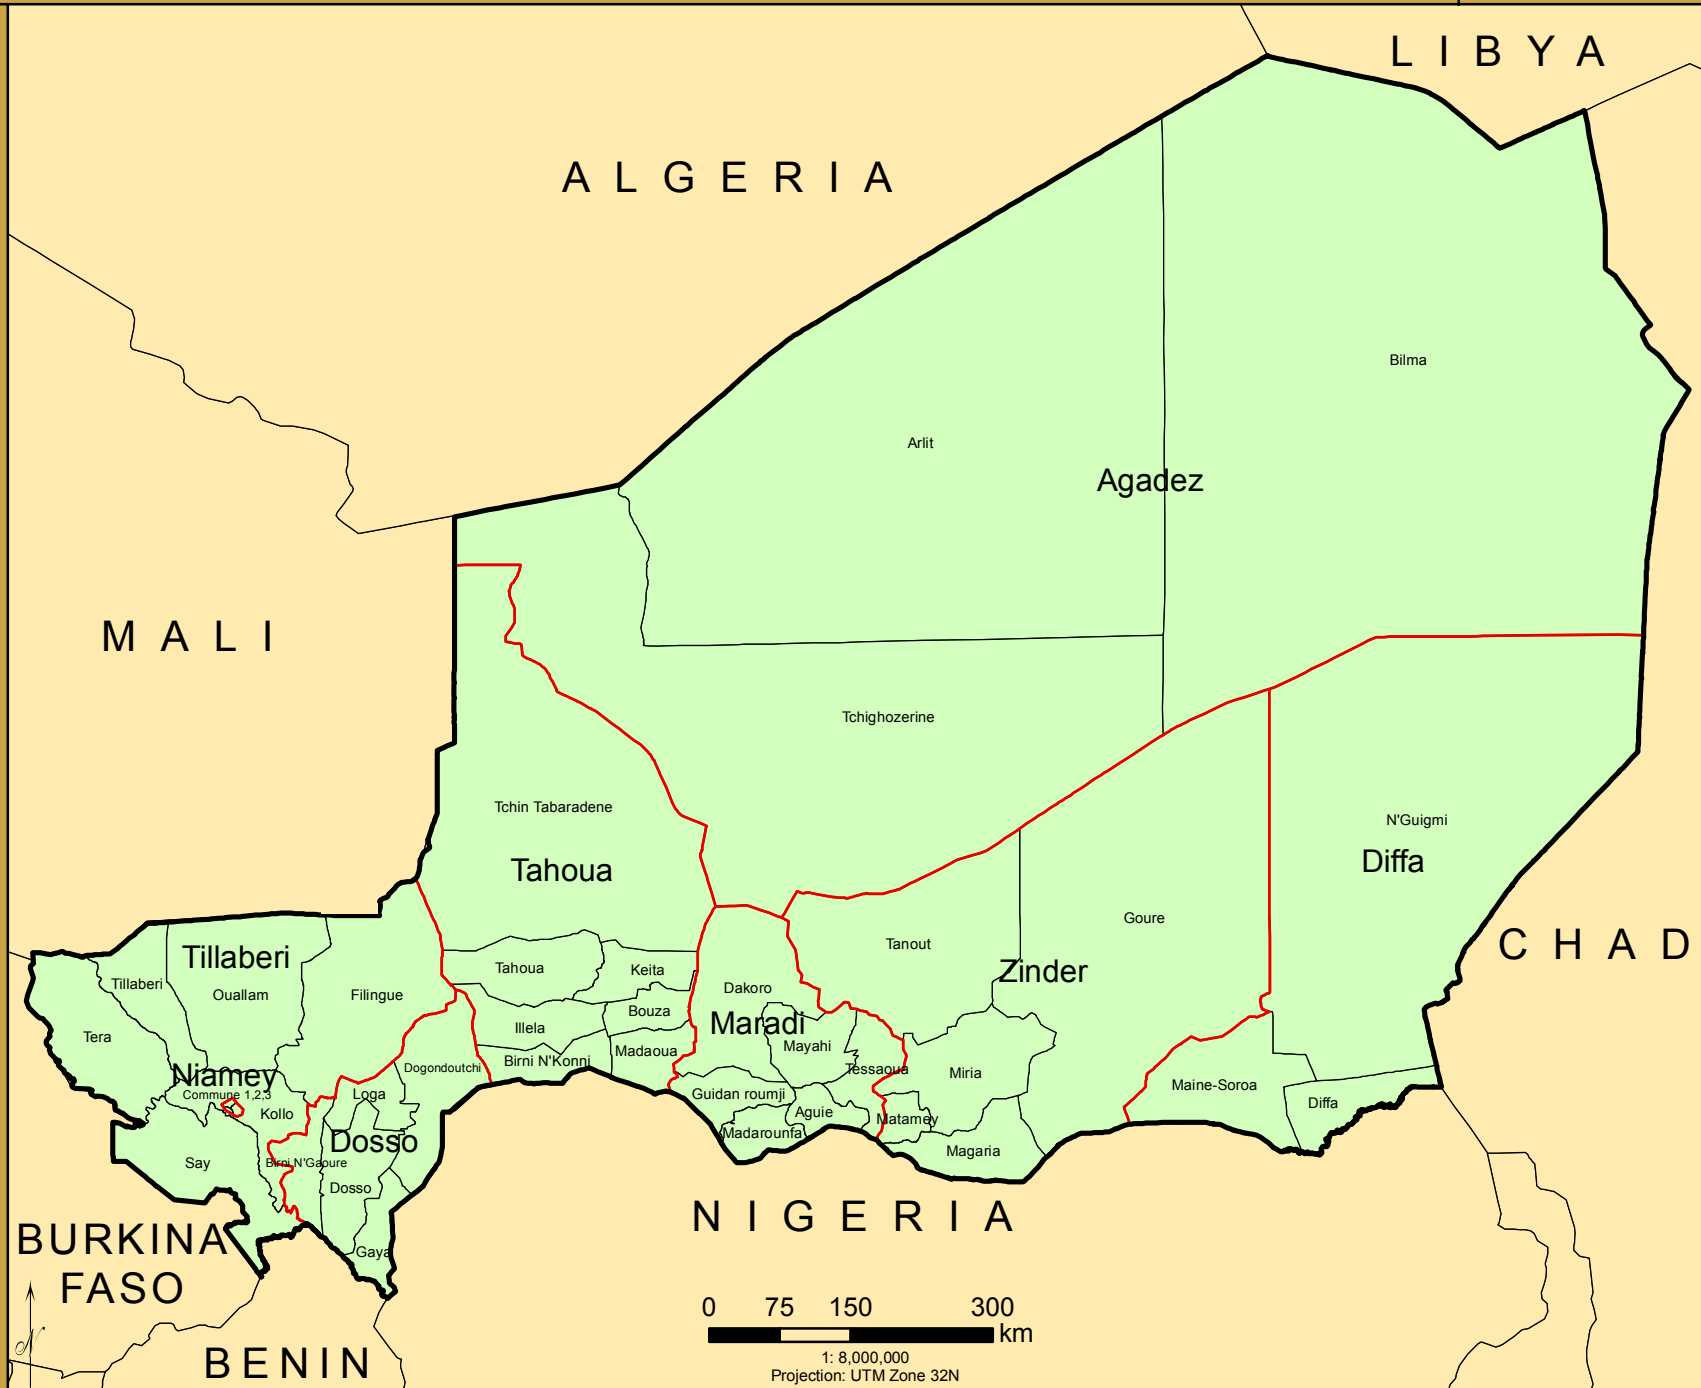 LIBYA
ALGERIA
Bilma
Arlit
Agadez
MALI
Tchighozerine
Tchin Tabaradene
N'Guigmi
Diffa
Tahoua
Goure
Tanout
CHAD
Tillaberi
Zinder
Tahoua
Keita
Tillaberi
Ouallam
Filingue
Dakoro
Bouza
Maradi
Illela
Tera
Mayahi
Madaoua
Birni N'Konni
Dogondoutchi
Tessaoua
Miria
Niamey
Commune 1,2,3
Maine-Soroa
Loga
Guidan roumji
Diffa
Kollo
Aguie
Matamey
Madarounfa
Dosso
Magaria
Say
Birni N'Gaoure
Dosso
NIGERIA
BURKINA
FASO
Gaya
0 75 150 300
km
BENIN
1: 8,000,000
Projection: UTM Zone 32N
N